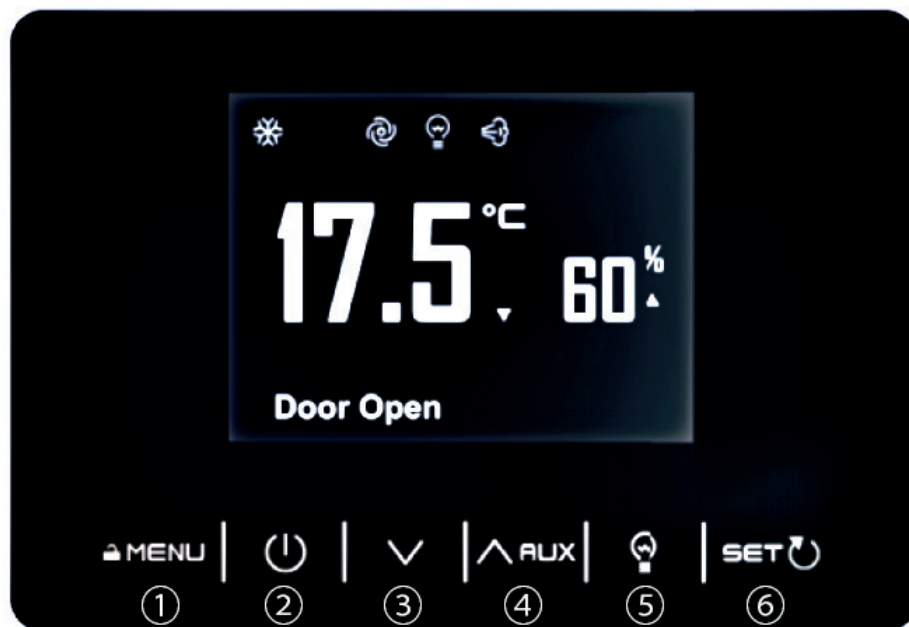 17.5 °C 60 %
Door Open
MENU AUX SET
① ② ③ ④ ⑤ ⑥